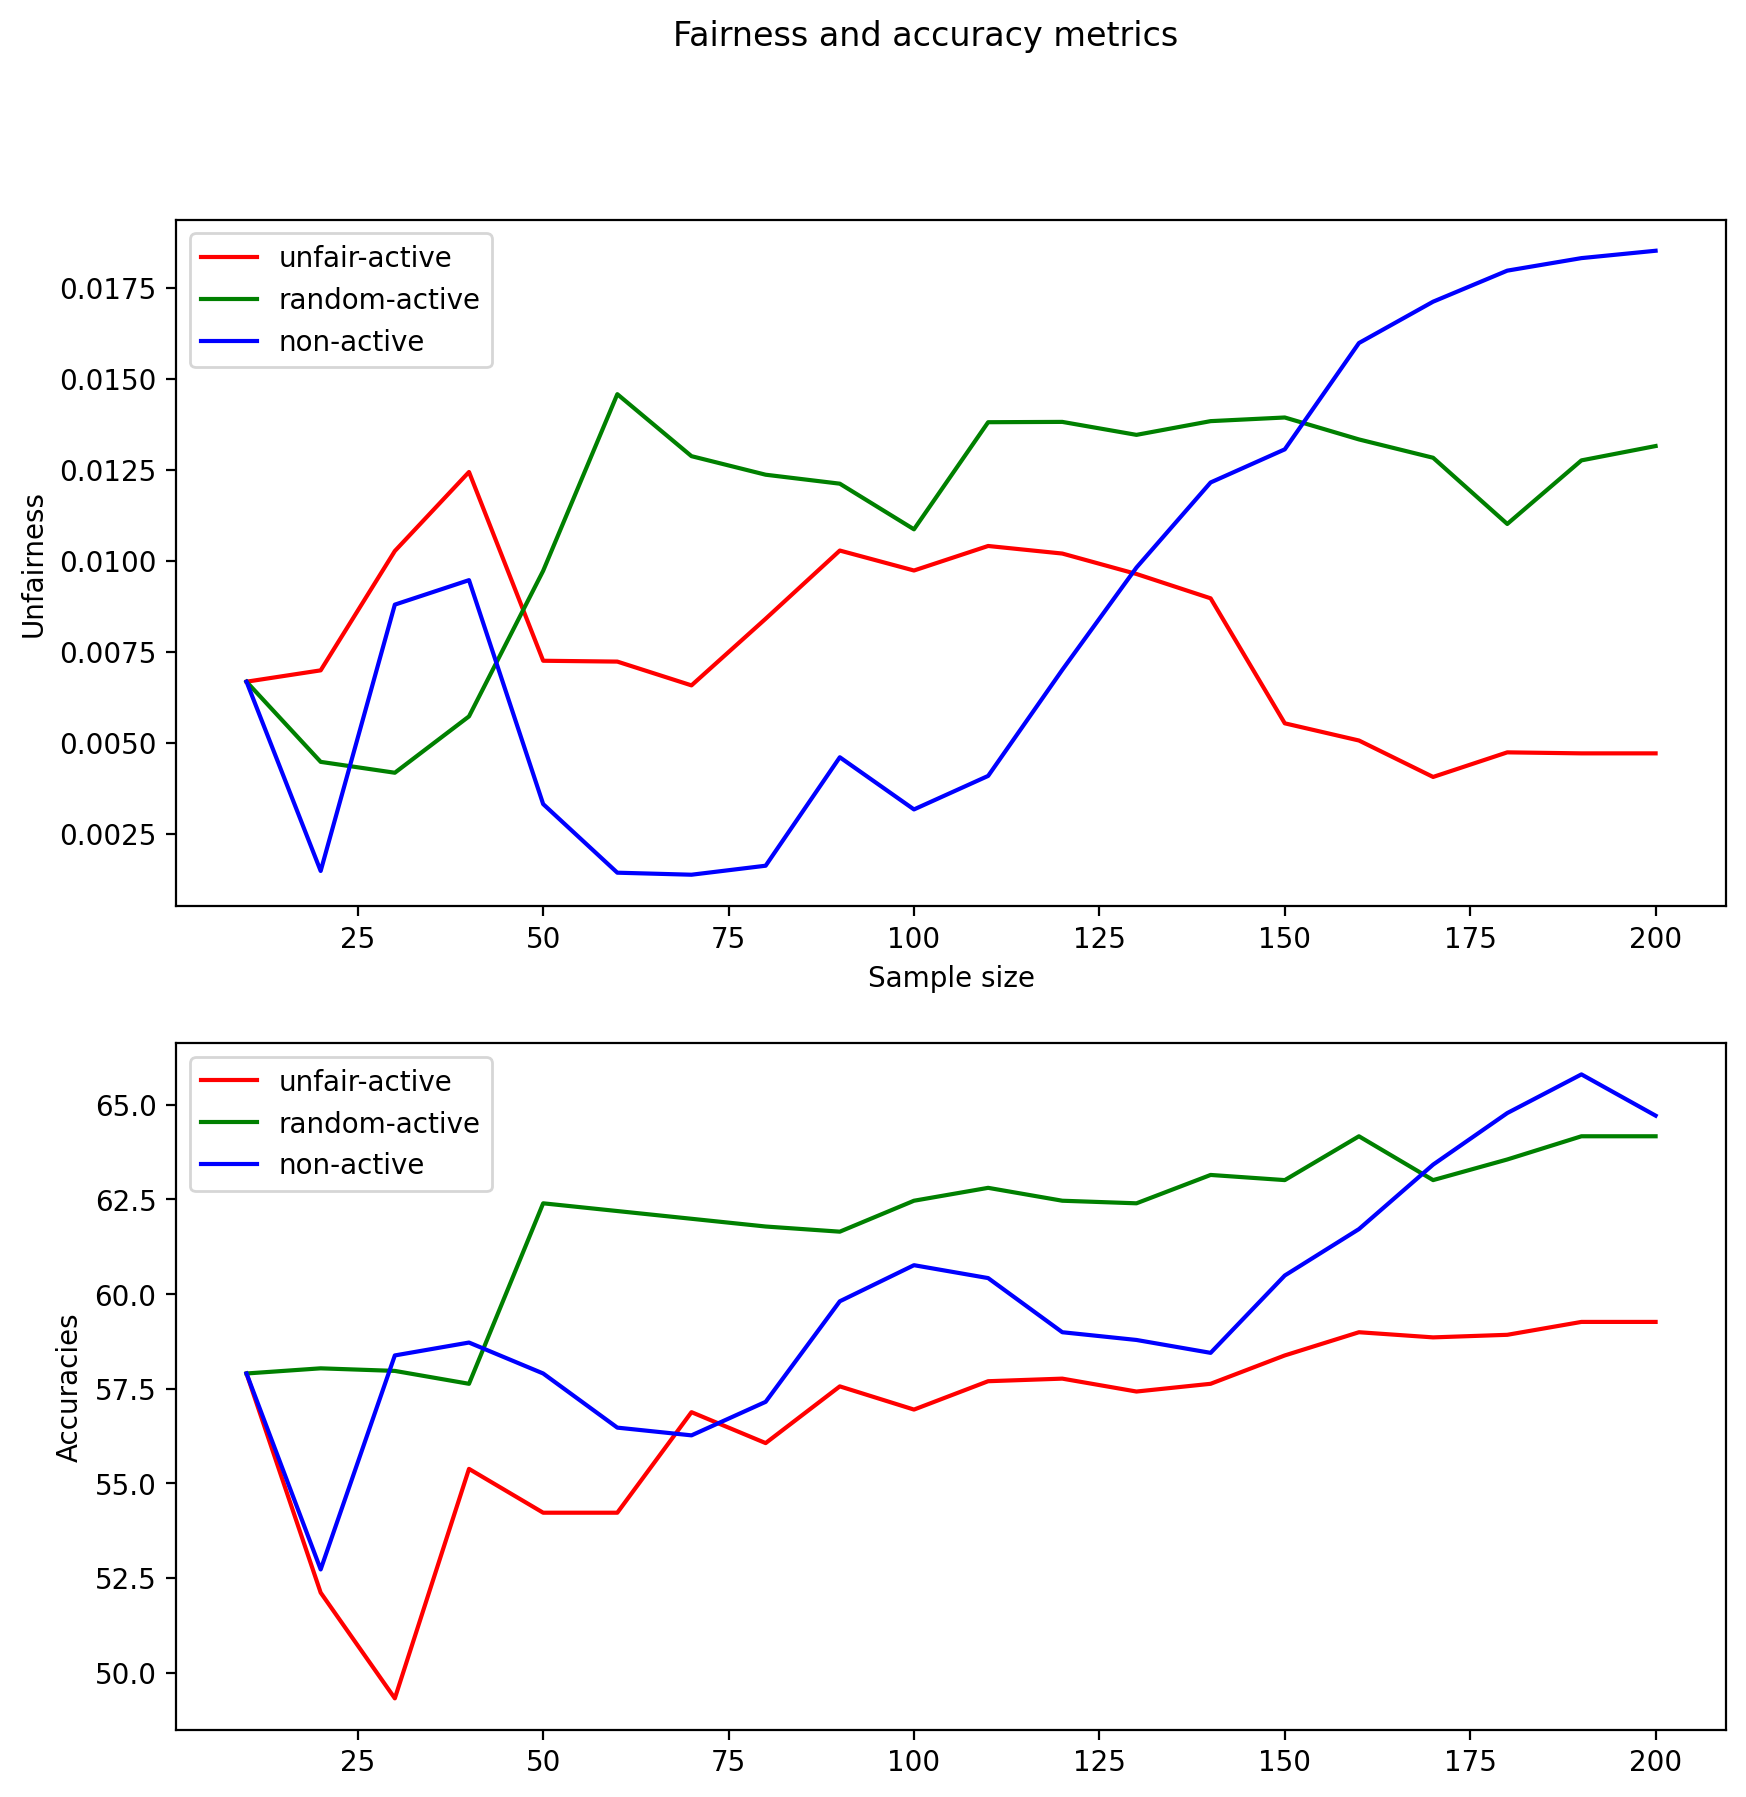 Fairness and accuracy metrics
unfair-active
random-active
non-active
0.0175
0.0150
0.0125
0.0100
0.0075
0.0050
0.0025
Unfairness
25 50 75 100 125 150 175 200
Sample size
unfair-active
random-active
non-active
65.0
62.5
60.0
57.5
55.0
52.5
50.0
Accuracies
25 50 75 100 125 150 175 200